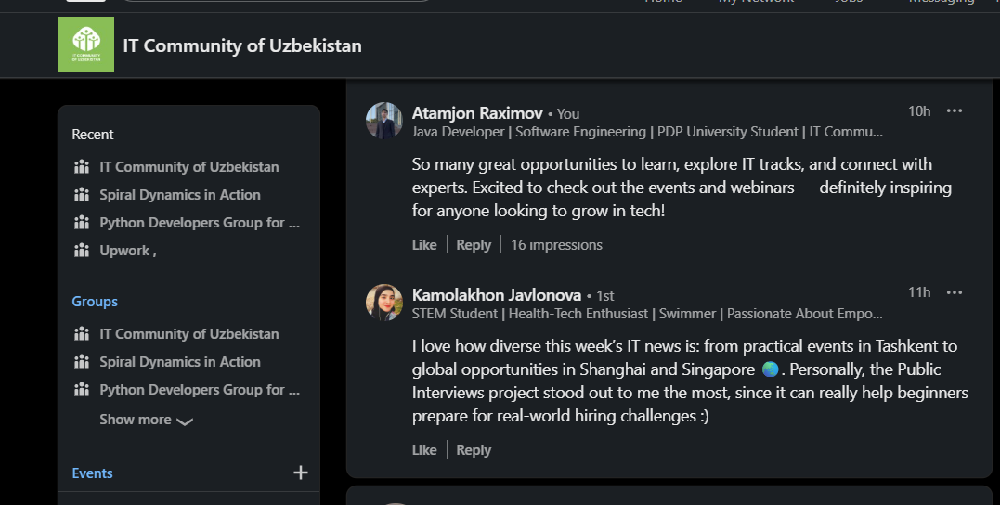 Home My Network Jobs Messaging
IT COMMUNITY
OF UZBEKISTAN
IT Community of Uzbekistan
Recent
IT Community of Uzbekistan
Spiral Dynamics in Action
Python Developers Group for ...
Upwork ,
Groups
IT Community of Uzbekistan
Spiral Dynamics in Action
Python Developers Group for ...
Show more
Events
Atamjon Raximov • You
10h
Java Developer | Software Engineering | PDP University Student | IT Commu...
So many great opportunities to learn, explore IT tracks, and connect with
experts. Excited to check out the events and webinars — definitely inspiring
for anyone looking to grow in tech!
Like Reply 16 impressions
Kamolakhon Javlonova • 1st
11h
STEM Student | Health-Tech Enthusiast | Swimmer | Passionate About Empo...
I love how diverse this week’s IT news is: from practical events in Tashkent to
global opportunities in Shanghai and Singapore 🌏. Personally, the Public
Interviews project stood out to me the most, since it can really help beginners
prepare for real-world hiring challenges :)
Like Reply